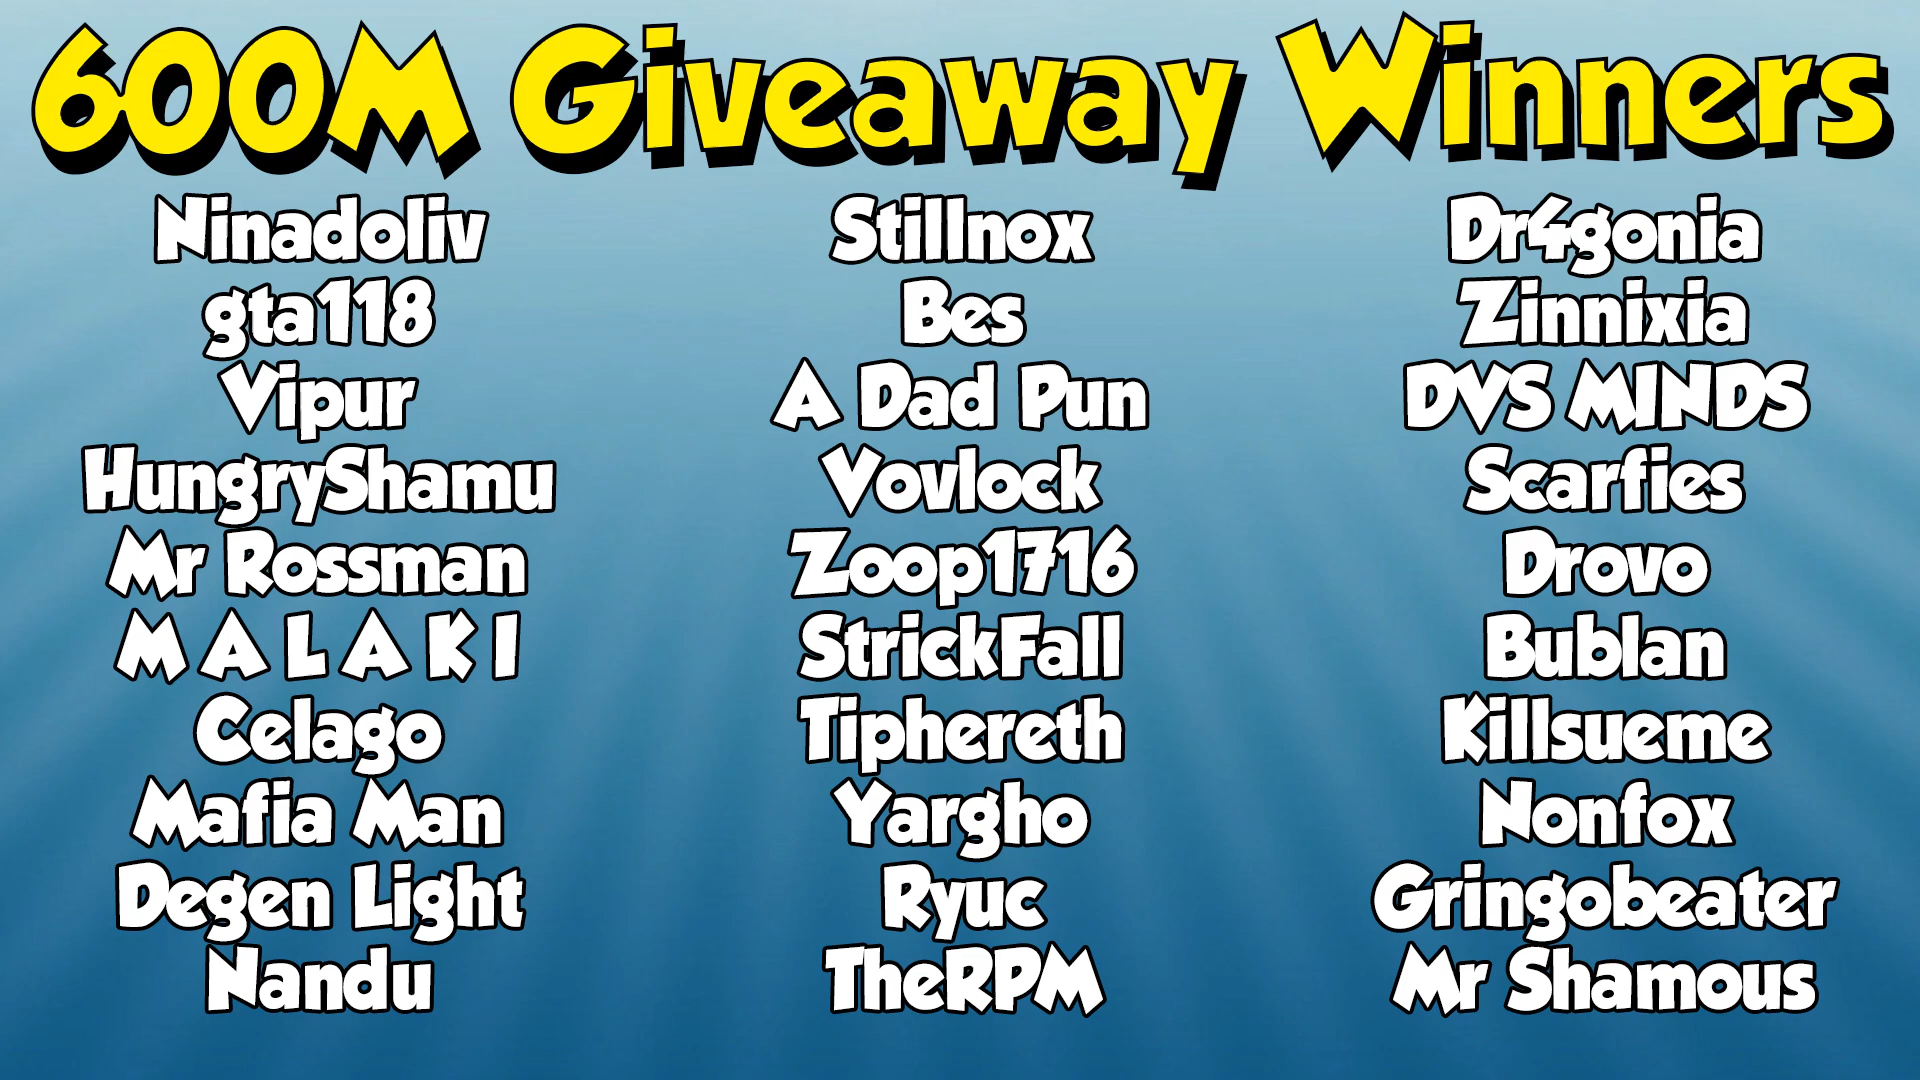 600M Giveaway Winners
Ninadoliv
gta118
Vipur
HungryShamu
Mr Rossman
M A L A K I
Celago
Mafia Man
Degen Light
Nandu
Stillnox
Bes
A Dad Pun
Vovlock
Zoop1716
StrickFall
Tiphereth
Yargho
Ryuc
TheRPM
Dr4gonia
Zinnixia
DVS MINDS
Scarfies
Drovo
Bublan
Killsueme
Nonfox
Gringobeater
Mr Shamous